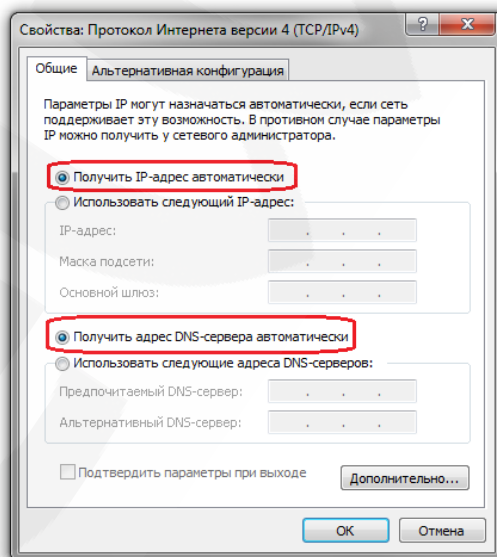 Свойства: Протокол Интернета версии 4 (TCP/IPv4)
Общие
Альтернативная конфигурация
Параметры IP могут назначаться автоматически, если сеть
поддерживает эту возможность. В противном случае параметры
IP можно получить у сетевого администратора.
Получить IP-адрес автоматически
Использовать следующий IP-адрес:
IP-адрес:
Маска подсети:
Основной шлюз:
Получить адрес DNS-сервера автоматически
Использовать следующие адреса DNS-серверов:
Предпочитаемый DNS-сервер:
Альтернативный DNS-сервер:
Подтвердить параметры при выходе
Дополнительно...
ОК
Отмена